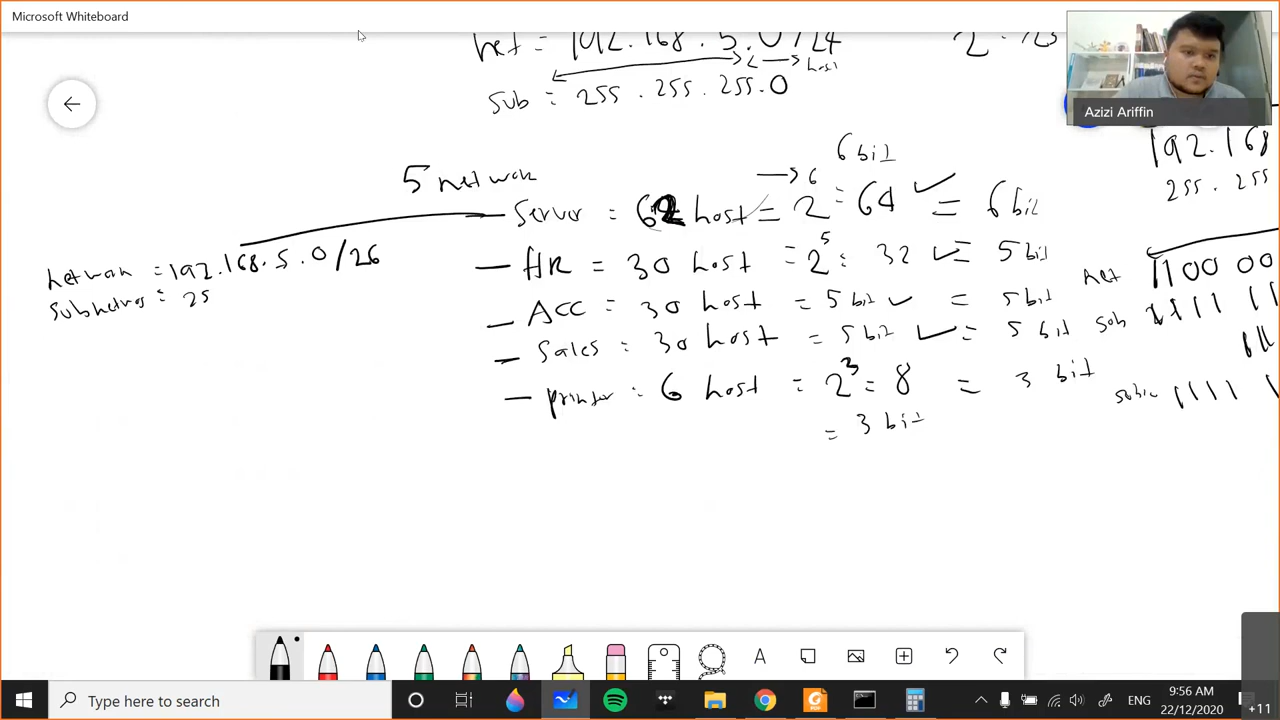 Microsoft Whiteboard
net = 192.168.5.0/24
host
sub = 255.255.255.0
Azizi Ariffin
192.168
255.255
6 bit
5 network
Server = 62 host = 2^6 = 64 = 6 bit
network = 192.168.5.0/26
HR = 30 host = 2^5 = 32 = 5 bit
25
ACC = 30 host = 5 bit = 5 bit
Sales = 30 host = 5 bit = 5 bit
net 1100 00
sub 1111 11
printer = 6 host = 2^3 = 8 = 3 bit
= 3 bit
1111
Type here to search
ENG
9:56 AM
22/12/2020
+11